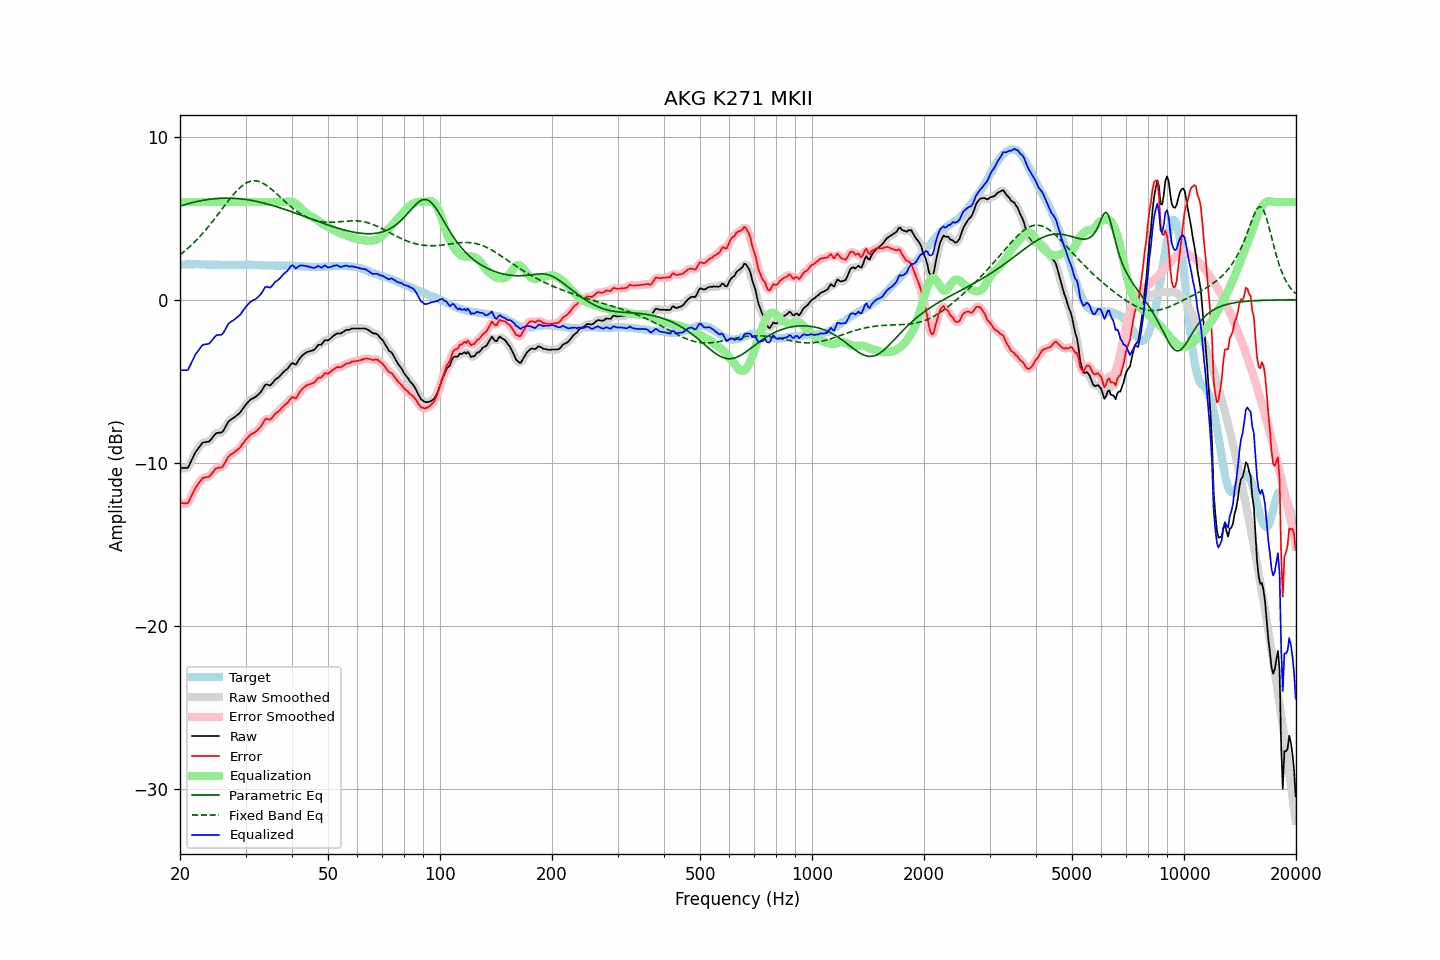 AKG K271 MKII
Amplitude (dBr)
10
0
−10
−20
−30
Target
Raw Smoothed
Error Smoothed
Raw
Error
Equalization
Parametric Eq
Fixed Band Eq
Equalized
20 50 100 200 500 1000 2000 5000 10000 20000
Frequency (Hz)